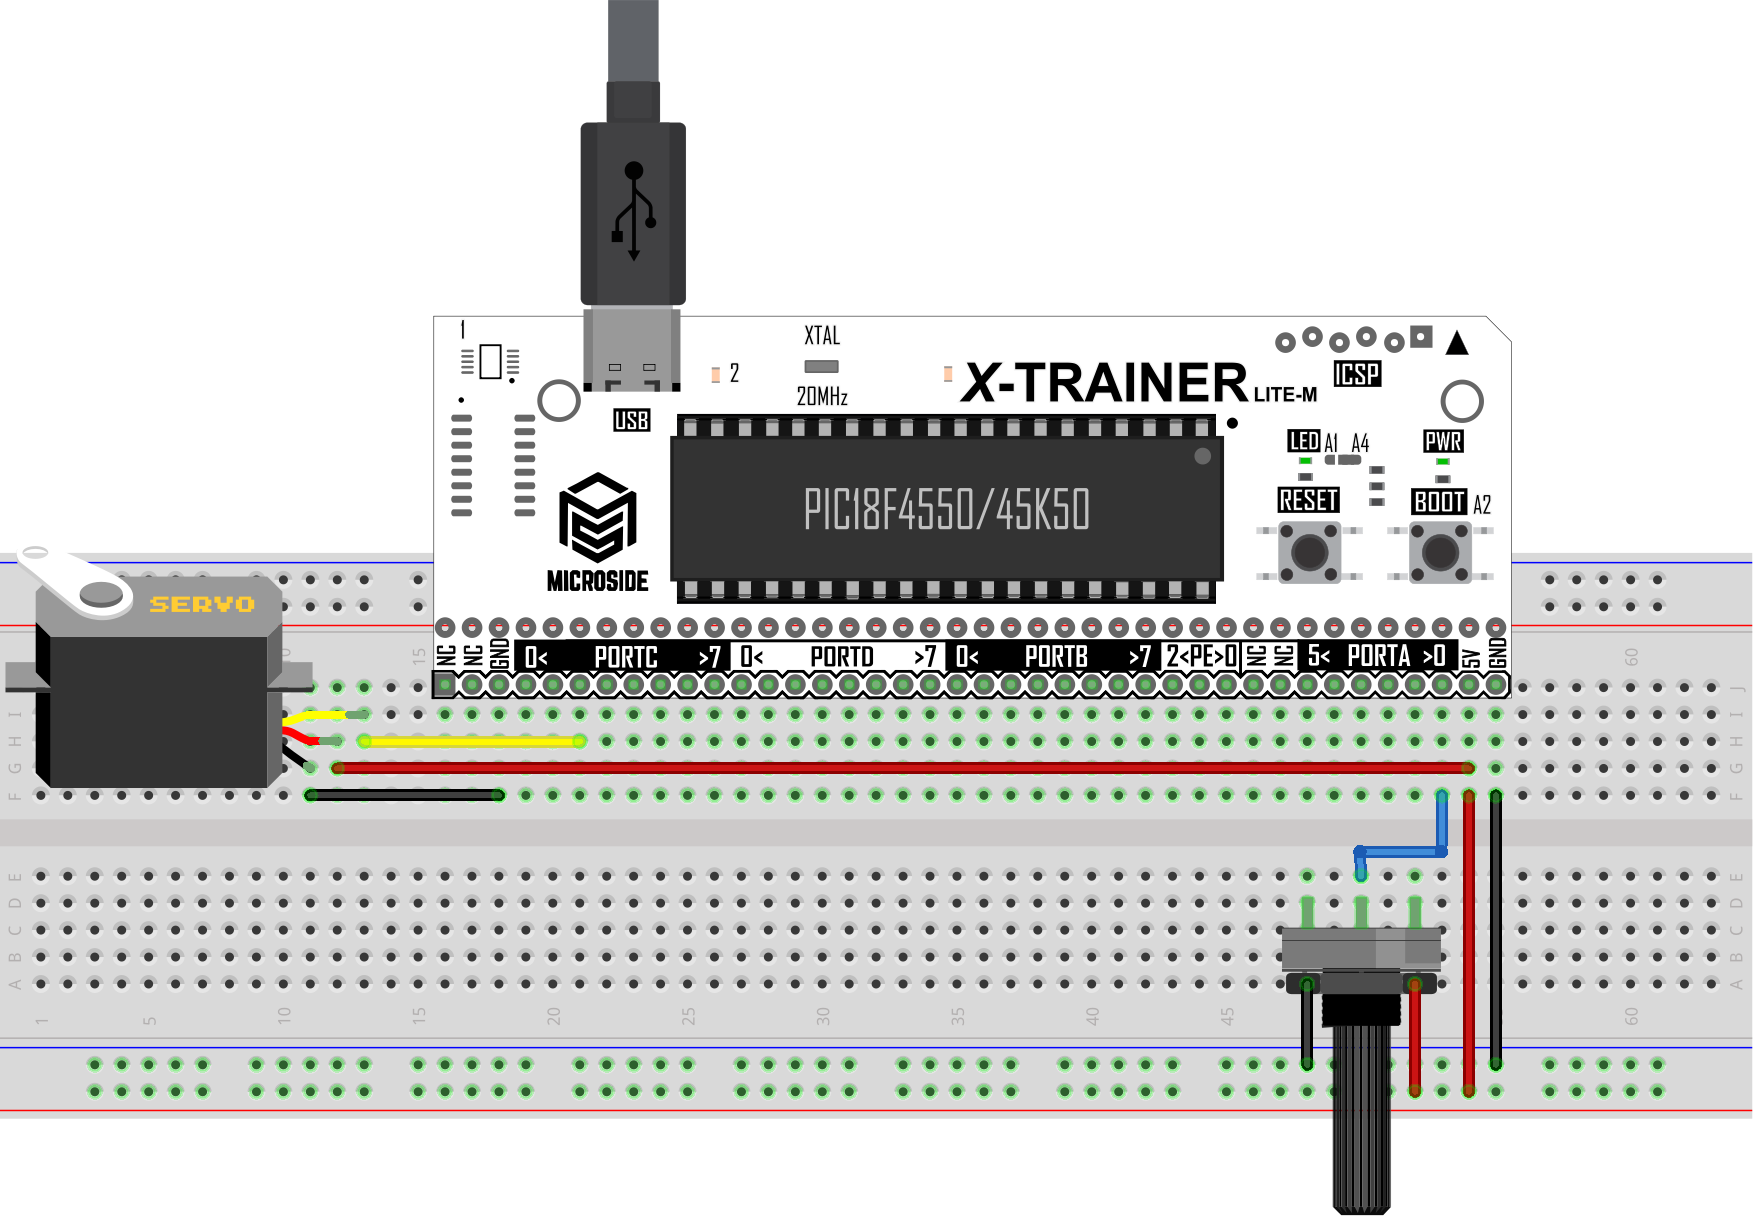 1
XTAL
2
20MHz
X-TRAINER LITE-M
ICSP
USB
LED A1 A4
PWR
PIC18F4550/45K50
RESET
BOOT A2
MICROSIDE
SERVO
NC NC GND 0< PORTC >7 0< PORTD >7 0< PORTB >7 2<PE>0 NC NC 5< PORTA >0 5V GND
15 60
J
I I
H H
G G
F F
E E
D D
C C
B B
A A
1 5 10 15 20 25 30 35 40 45 60